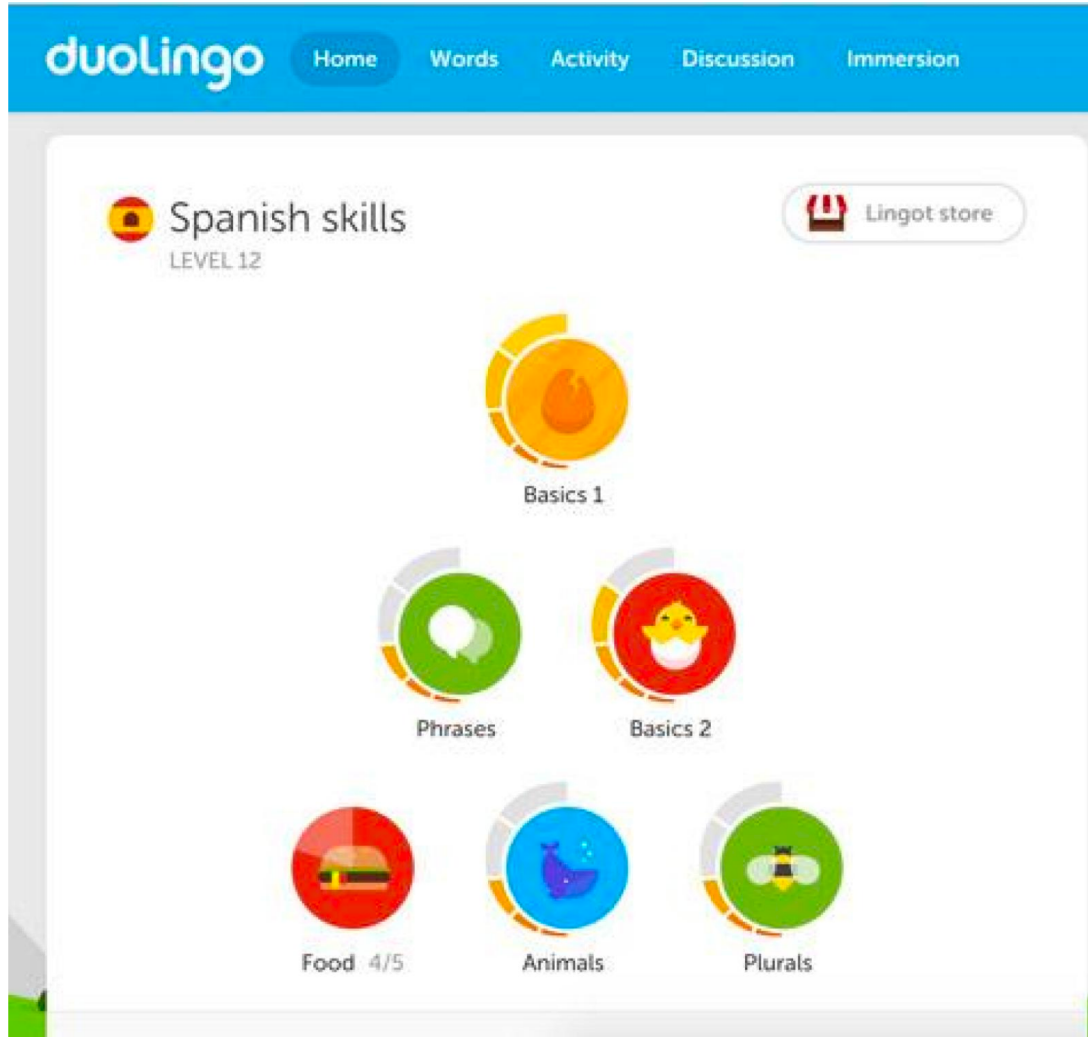 duolingo Home Words Activity Discussion Immersion
Spanish skills Lingot store
LEVEL 12
Basics 1
Phrases Basics 2
Food 4/5 Animals Plurals